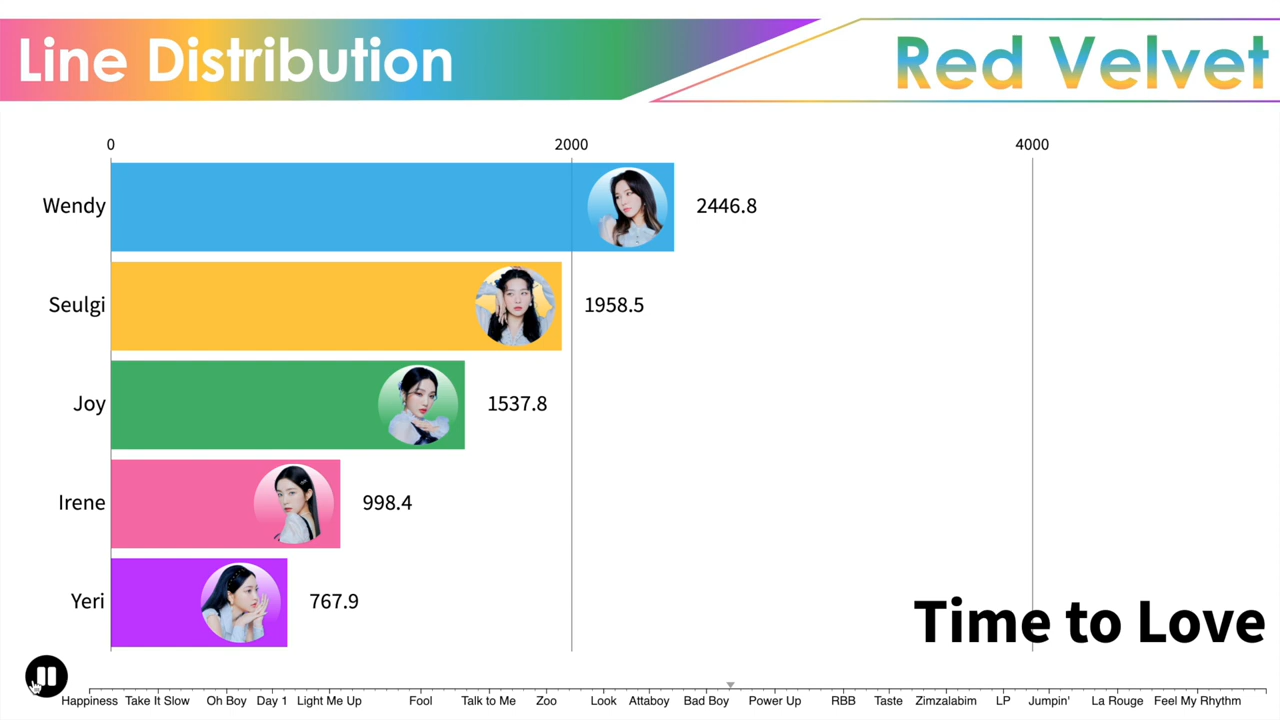 Line Distribution
Red Velvet
0 2000 4000
Wendy 2446.8
Seulgi 1958.5
Joy 1537.8
Irene 998.4
Yeri 767.9
Time to Love
Happiness Take It Slow Oh Boy Day 1 Light Me Up Fool Talk to Me Zoo Look Attaboy Bad Boy Power Up RBB Taste Zimzalabim LP Jumpin' La Rouge Feel My Rhythm